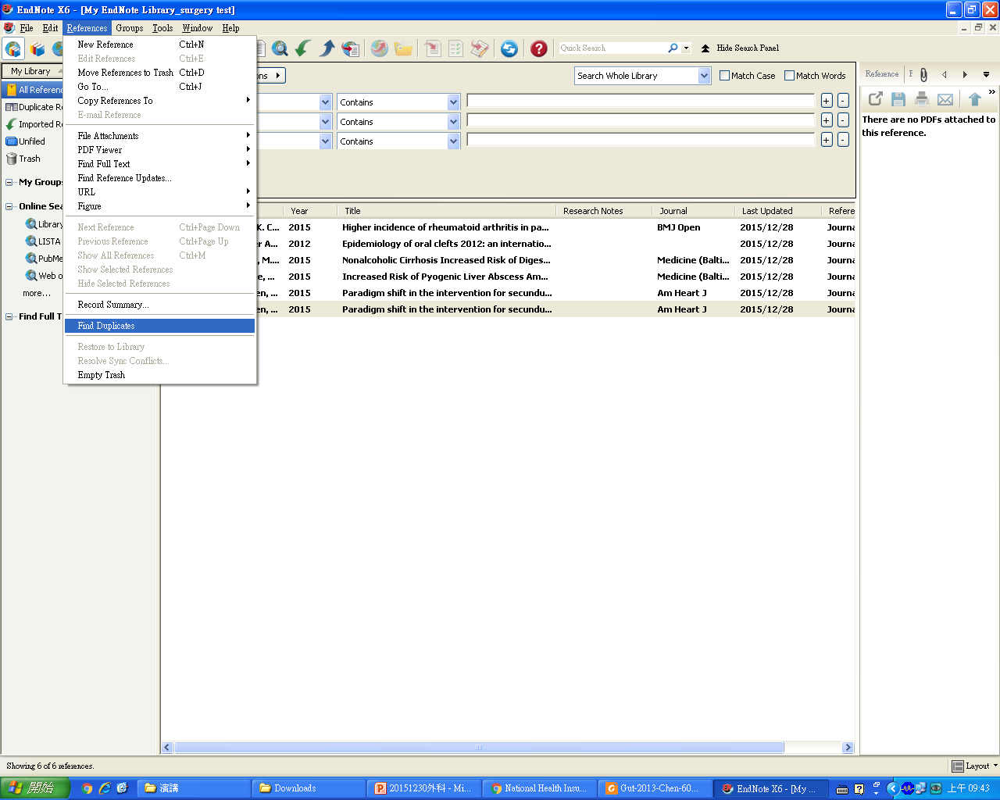 EndNote X6 - [My EndNote Library_surgery test]
File Edit References Groups Tools Window Help
Quick Search Hide Search Panel
New Reference Ctrl+N
Edit References Ctrl+E
Move References to Trash Ctrl+D
Go To... Ctrl+J
Copy References To
E-mail Reference
File Attachments
PDF Viewer
Find Full Text
Find Reference Updates...
URL
Figure
Next Reference Ctrl+Page Down
Previous Reference Ctrl+Page Up
Show All References Ctrl+M
Show Selected References
Hide Selected References
Record Summary...
Find Duplicates
Restore to Library
Resolve Sync Conflicts...
Empty Trash
My Library
All Referenc
Duplicate Re
Imported Re
Unfiled
Trash
My Groups
Online Sea
Library
LISTA
PubMe
Web o
more...
Find Full T
ons Search Whole Library Match Case Match Words
Contains + -
Contains + -
Contains + -
Year Title Research Notes Journal Last Updated Refere
K. C... 2015 Higher incidence of rheumatoid arthritis in pa... BMJ Open 2015/12/28 Journa
r A... 2012 Epidemiology of oral clefts 2012: an internatio... 2015/12/28 Journa
, M.... 2015 Nonalcoholic Cirrhosis Increased Risk of Diges... Medicine (Balti... 2015/12/28 Journa
e, ... 2015 Increased Risk of Pyogenic Liver Abscess Am... Medicine (Balti... 2015/12/28 Journa
en, ... 2015 Paradigm shift in the intervention for secundu... Am Heart J 2015/12/28 Journa
en, ... 2015 Paradigm shift in the intervention for secundu... Am Heart J 2015/12/28 Journa
Reference
There are no PDFs attached to
this reference.
Showing 6 of 6 references. Layout
開始 演講 Downloads 20151230外科 - Mi... National Health Insu... Gut-2013-Chen-60... EndNote X6 - [My ... 上午 09:43